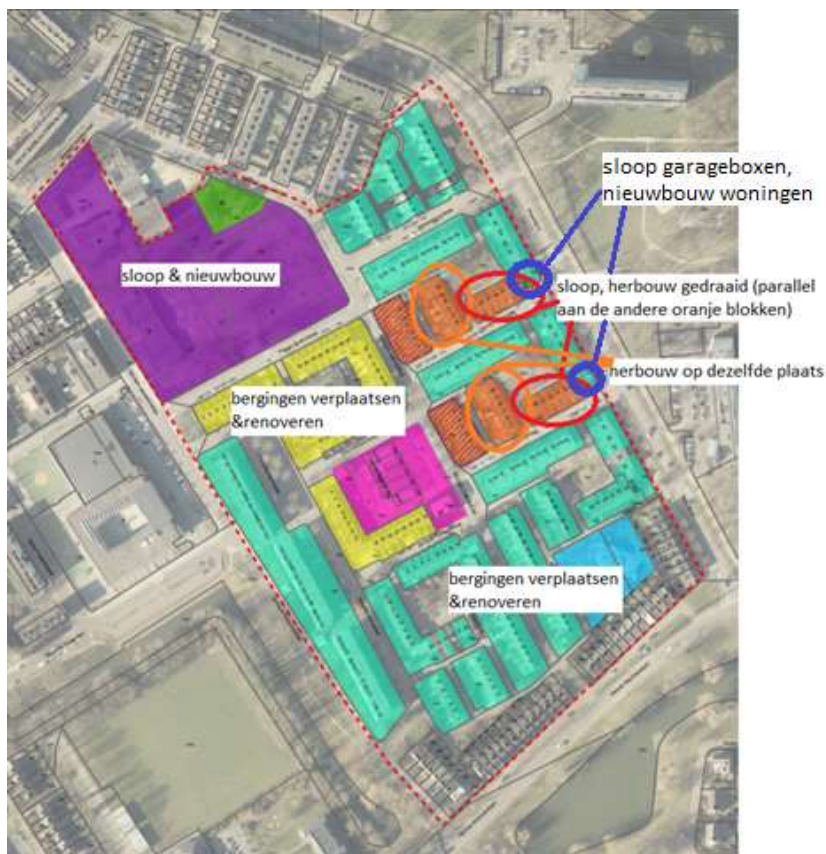 sloop garageboxen,
nieuwbouw woningen
sloop & nieuwbouw
sloop, herbouw gedraaid (parallel
aan de andere oranje blokken)
herbouw op dezelfde plaats
bergingen verplaatsen
&renoveren
bergingen verplaatsen
&renoveren